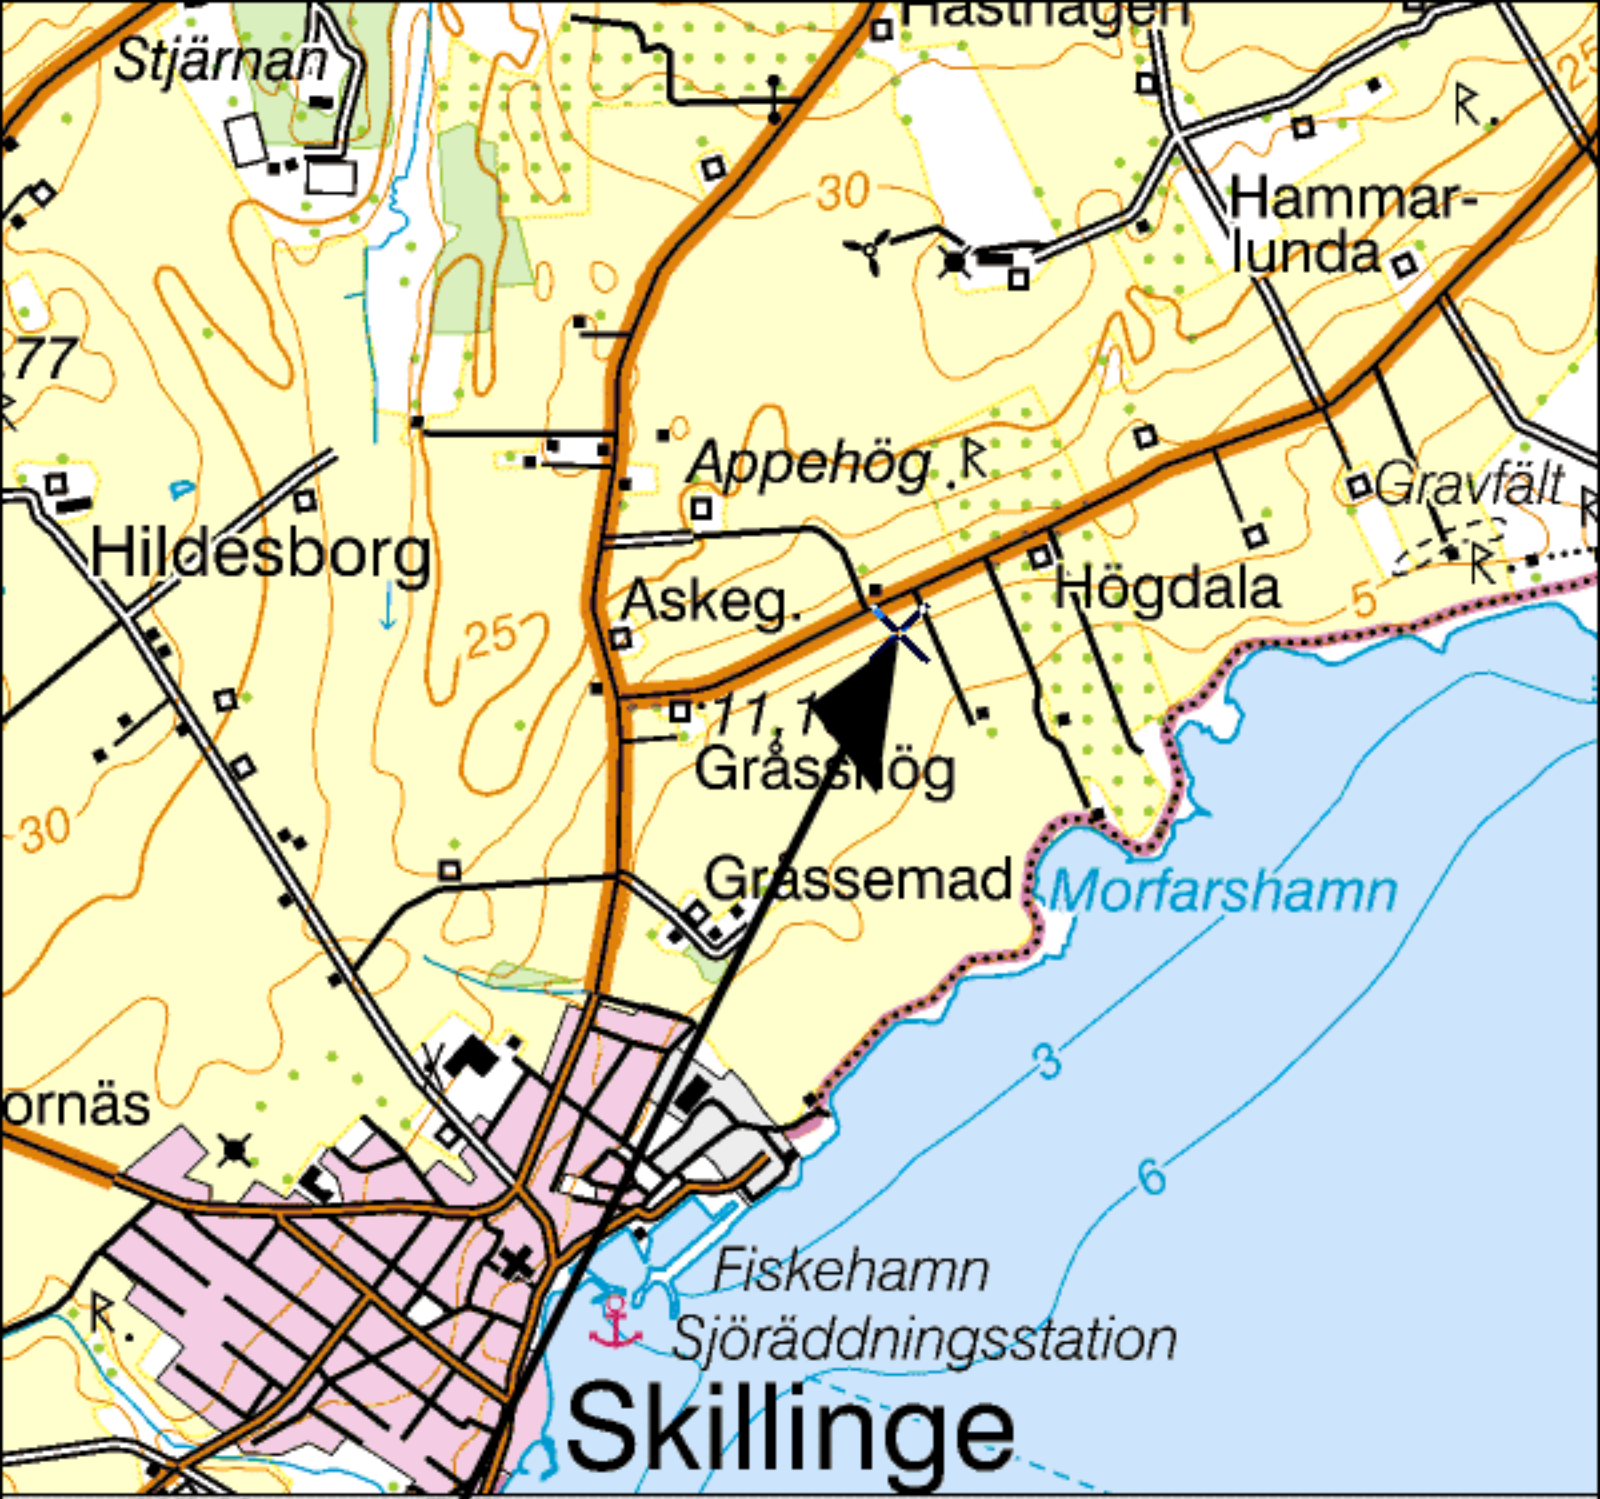 Hästhagen
Stjärnan
25
R.
30
Hammar-
lunda
77
Appehög
R
Gravfält
R
Hildesborg
R
Askeg.
Högdala
5
25
11,1
Gråsshög
30
Gråssemad
Morfarshamn
3
ornäs
6
Fiskehamn
R.
Sjöräddningsstation
Skillinge